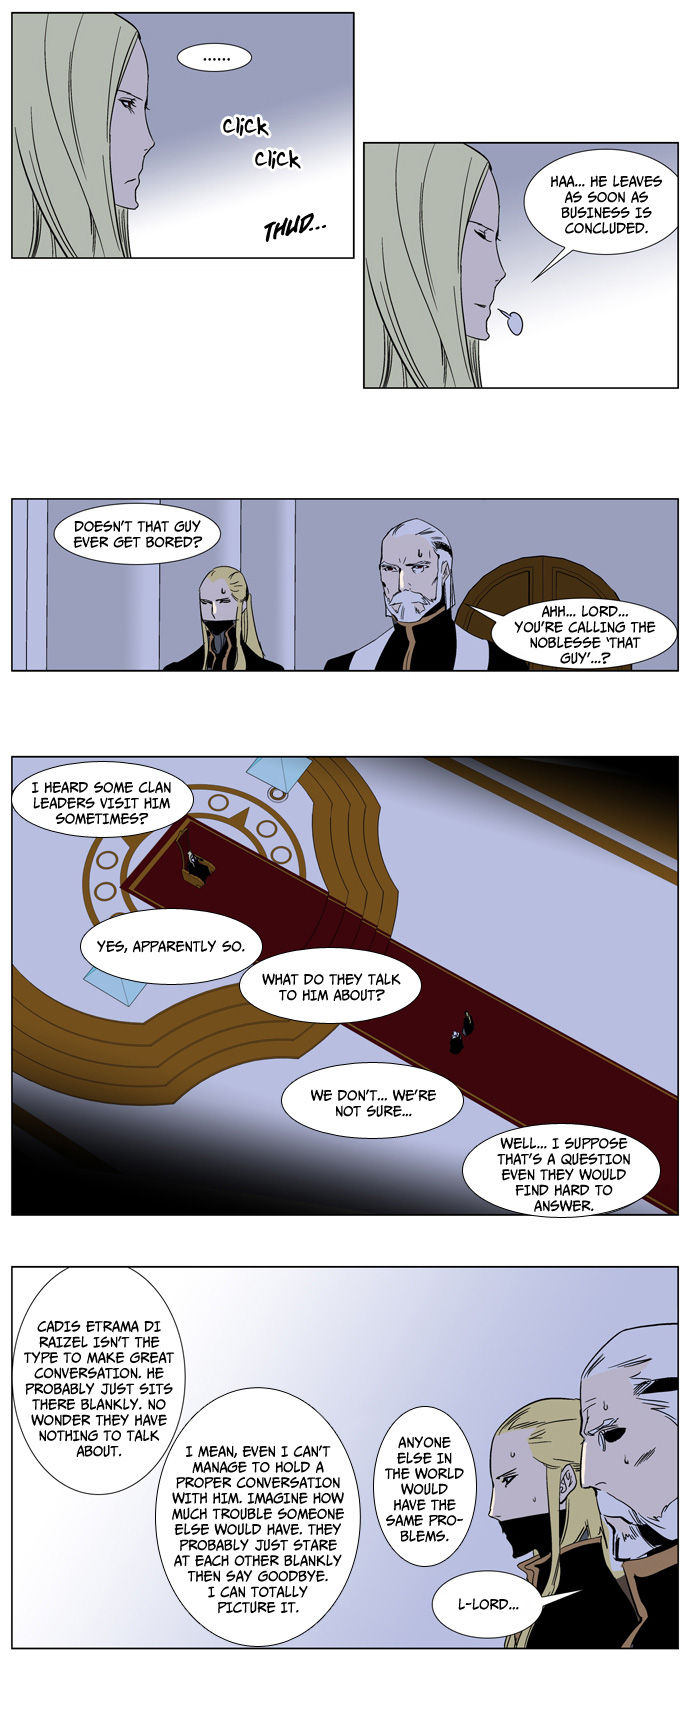 ......
CLICK
CLICK
THUD...
HAA... HE LEAVES
AS SOON AS
BUSINESS IS
CONCLUDED.
DOESN'T THAT GUY
EVER GET BORED?
AHH... LORD...
YOU'RE CALLING THE
NOBLESSE 'THAT
GUY'...?
I HEARD SOME CLAN
LEADERS VISIT HIM
SOMETIMES?
YES, APPARENTLY SO.
WHAT DO THEY TALK
TO HIM ABOUT?
WE DON'T... WE'RE
NOT SURE...
WELL... I SUPPOSE
THAT'S A QUESTION
EVEN THEY WOULD
FIND HARD TO
ANSWER.
CADIS ETRAMA DI
RAIZEL ISN'T THE
TYPE TO MAKE GREAT
CONVERSATION. HE
PROBABLY JUST SITS
THERE BLANKLY. NO
WONDER THEY HAVE
NOTHING TO TALK
ABOUT.
I MEAN, EVEN I CAN'T
MANAGE TO HOLD A
PROPER CONVERSATION
WITH HIM. IMAGINE HOW
MUCH TROUBLE SOMEONE
ELSE WOULD HAVE. THEY
PROBABLY JUST STARE
AT EACH OTHER BLANKLY
THEN SAY GOODBYE.
I CAN TOTALLY
PICTURE IT.
ANYONE
ELSE IN
THE WORLD
WOULD
HAVE THE
SAME PRO-
BLEMS.
L-LORD...